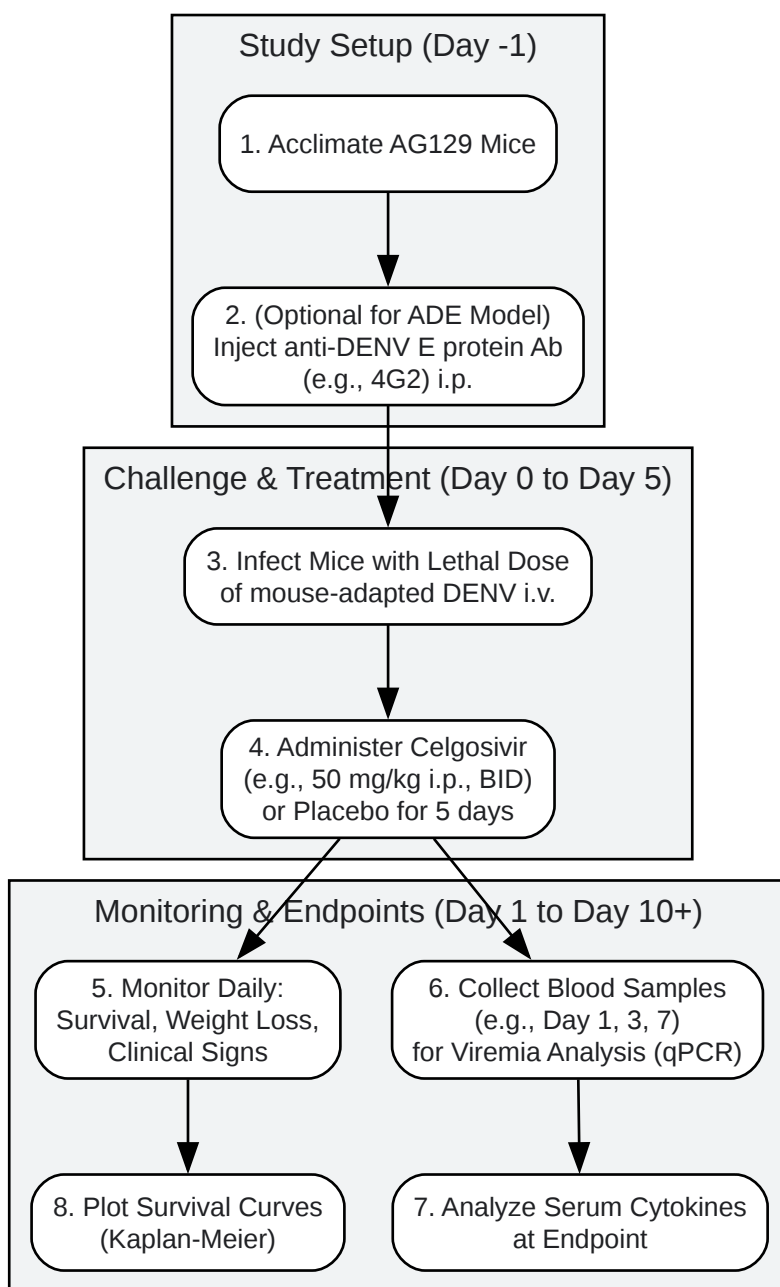 Study Setup (Day -1)
1. Acclimate AG129 Mice
2. (Optional for ADE Model)
Inject anti-DENV E protein Ab
(e.g., 4G2) i.p.
Challenge & Treatment (Day 0 to Day 5)
3. Infect Mice with Lethal Dose
of mouse-adapted DENV i.v.
4. Administer Celgosivir
(e.g., 50 mg/kg i.p., BID)
or Placebo for 5 days
Monitoring & Endpoints (Day 1 to Day 10+)
5. Monitor Daily:
Survival, Weight Loss,
Clinical Signs
6. Collect Blood Samples
(e.g., Day 1, 3, 7)
for Viremia Analysis (qPCR)
8. Plot Survival Curves
(Kaplan-Meier)
7. Analyze Serum Cytokines
at Endpoint